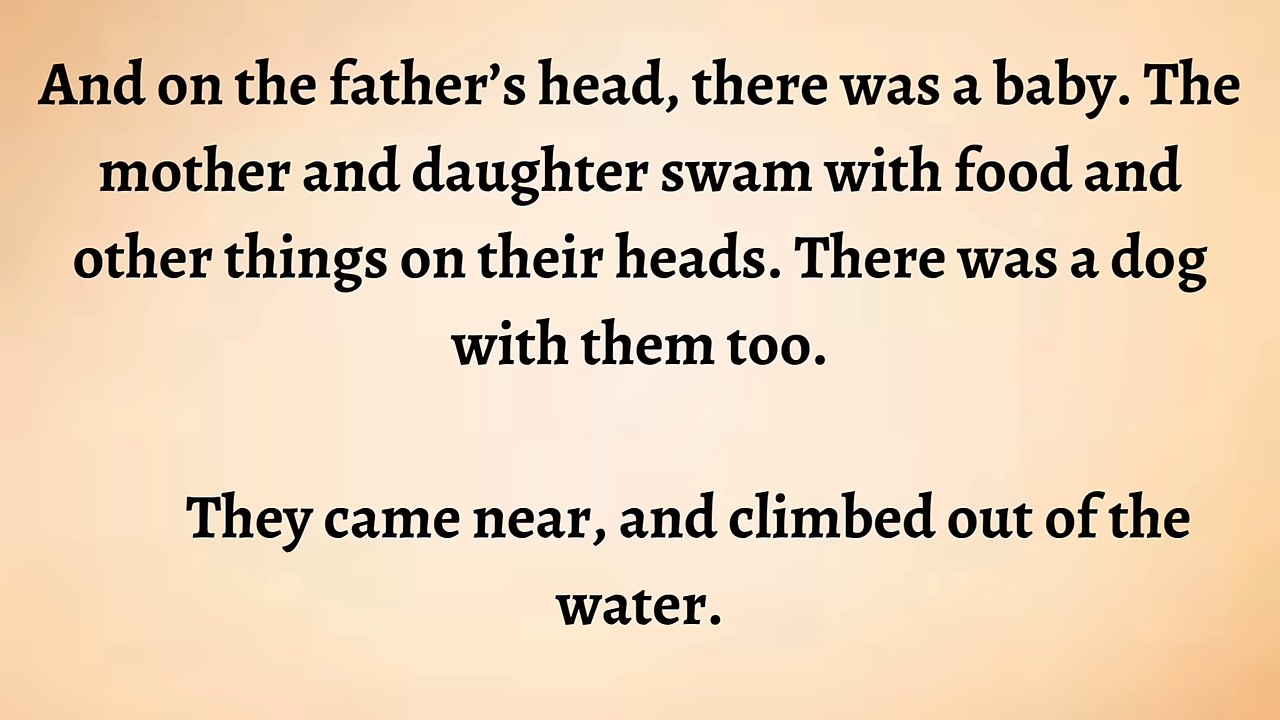 And on the father’s head, there was a baby. The
mother and daughter swam with food and
other things on their heads. There was a dog
with them too.
They came near, and climbed out of the
water.